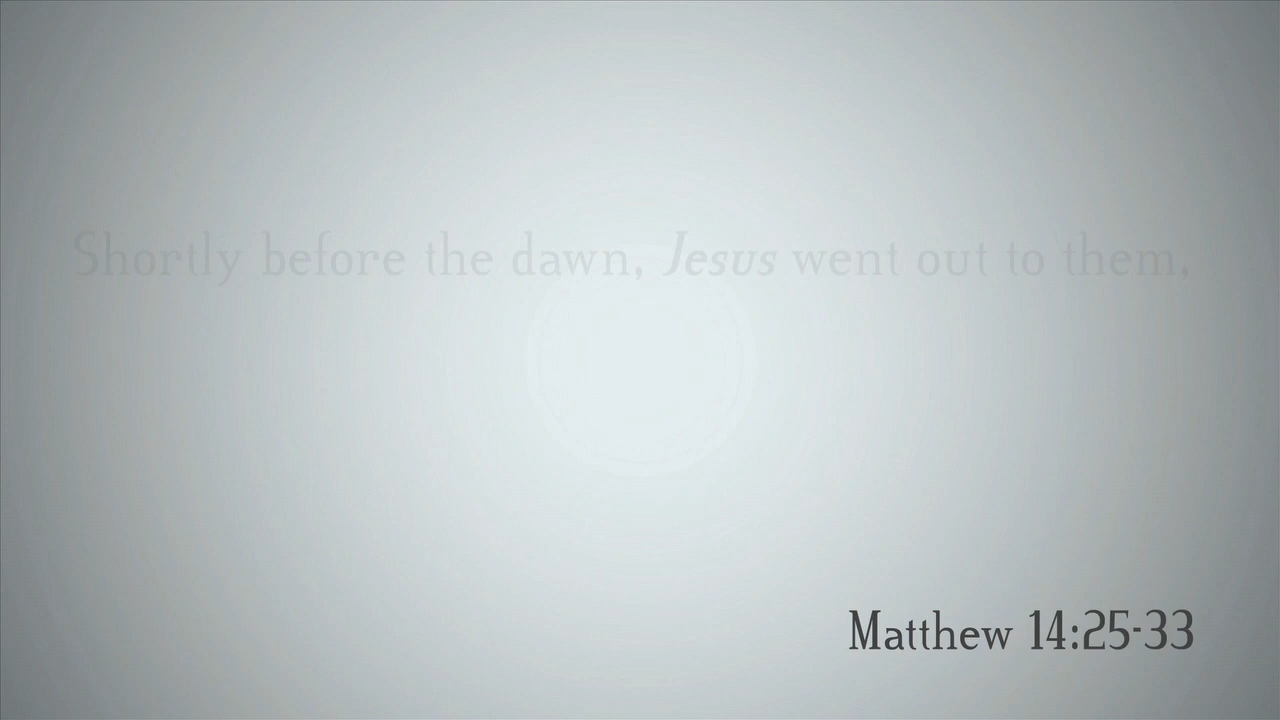 Shortly before the dawn, Jesus went out to them,
Matthew 14:25-33